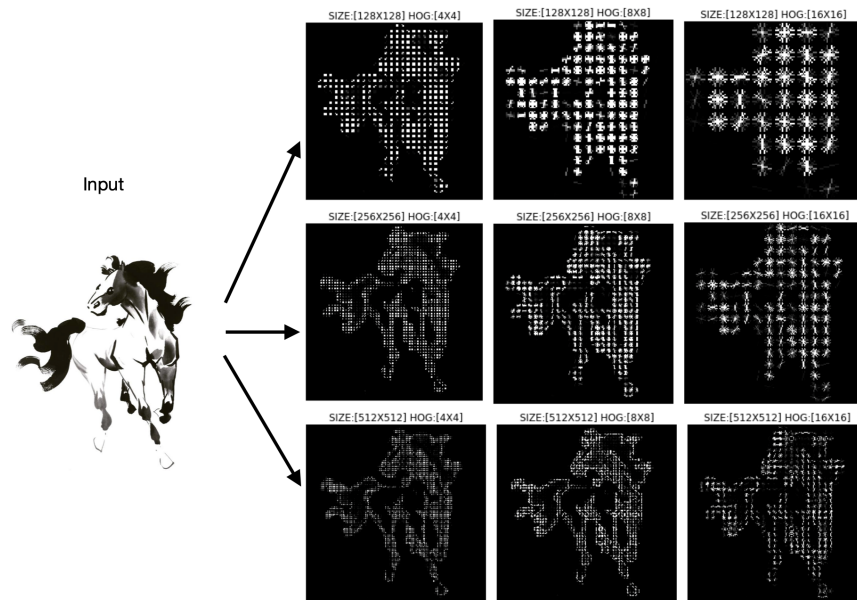 SIZE:[128X128] HOG:[4X4]
SIZE:[128X128] HOG:[8X8]
SIZE:[128X128] HOG:[16X16]
Input
SIZE:[256X256] HOG:[4X4]
SIZE:[256X256] HOG:[8X8]
SIZE:[256X256] HOG:[16X16]
SIZE:[512X512] HOG:[4X4]
SIZE:[512X512] HOG:[8X8]
SIZE:[512X512] HOG:[16X16]